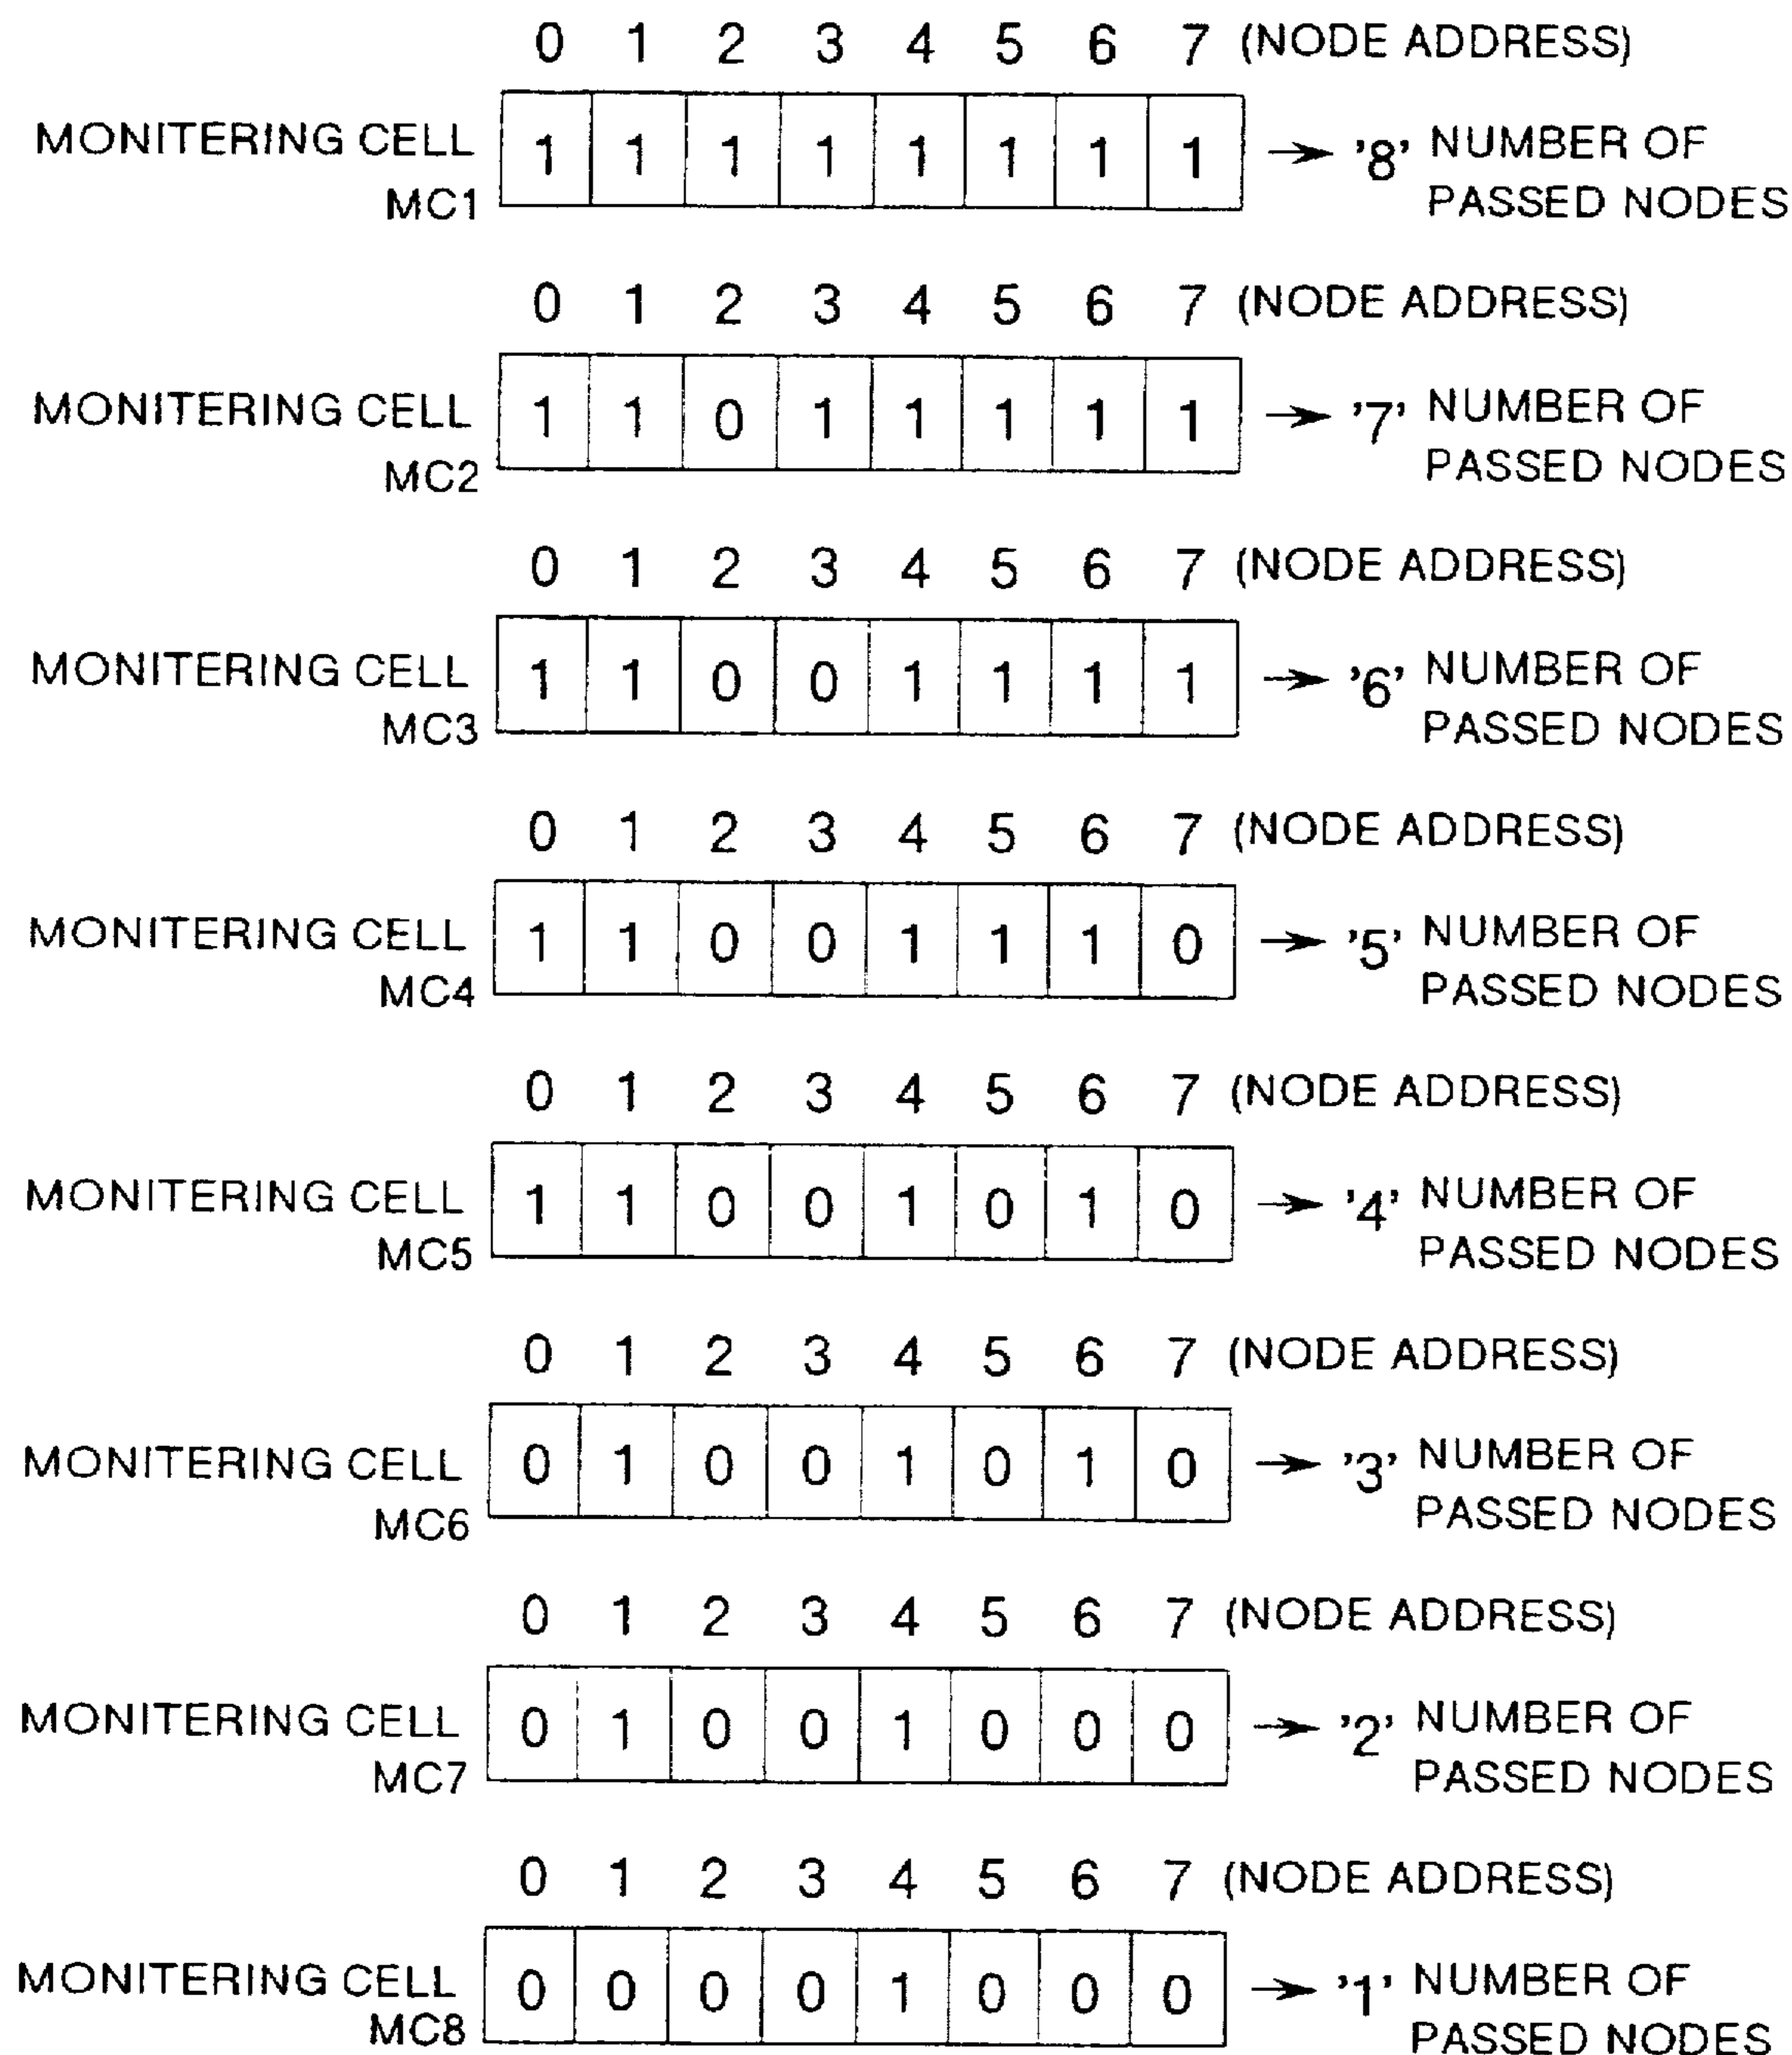 0 1 2 3 4 5 6 7 (NODE ADDRESS)
MONITERING CELL 1 1 1 1 1 1 1 1 → '8' NUMBER OF
MC1 PASSED NODES
0 1 2 3 4 5 6 7 (NODE ADDRESS)
MONITERING CELL 1 1 0 1 1 1 1 1 → '7' NUMBER OF
MC2 PASSED NODES
0 1 2 3 4 5 6 7 (NODE ADDRESS)
MONITERING CELL 1 1 0 0 1 1 1 1 → '6' NUMBER OF
MC3 PASSED NODES
0 1 2 3 4 5 6 7 (NODE ADDRESS)
MONITERING CELL 1 1 0 0 1 1 1 0 → '5' NUMBER OF
MC4 PASSED NODES
0 1 2 3 4 5 6 7 (NODE ADDRESS)
MONITERING CELL 1 1 0 0 1 0 1 0 → '4' NUMBER OF
MC5 PASSED NODES
0 1 2 3 4 5 6 7 (NODE ADDRESS)
MONITERING CELL 0 1 0 0 1 0 1 0 → '3' NUMBER OF
MC6 PASSED NODES
0 1 2 3 4 5 6 7 (NODE ADDRESS)
MONITERING CELL 0 1 0 0 1 0 0 0 → '2' NUMBER OF
MC7 PASSED NODES
0 1 2 3 4 5 6 7 (NODE ADDRESS)
MONITERING CELL 0 0 0 0 1 0 0 0 → '1' NUMBER OF
MC8 PASSED NODES